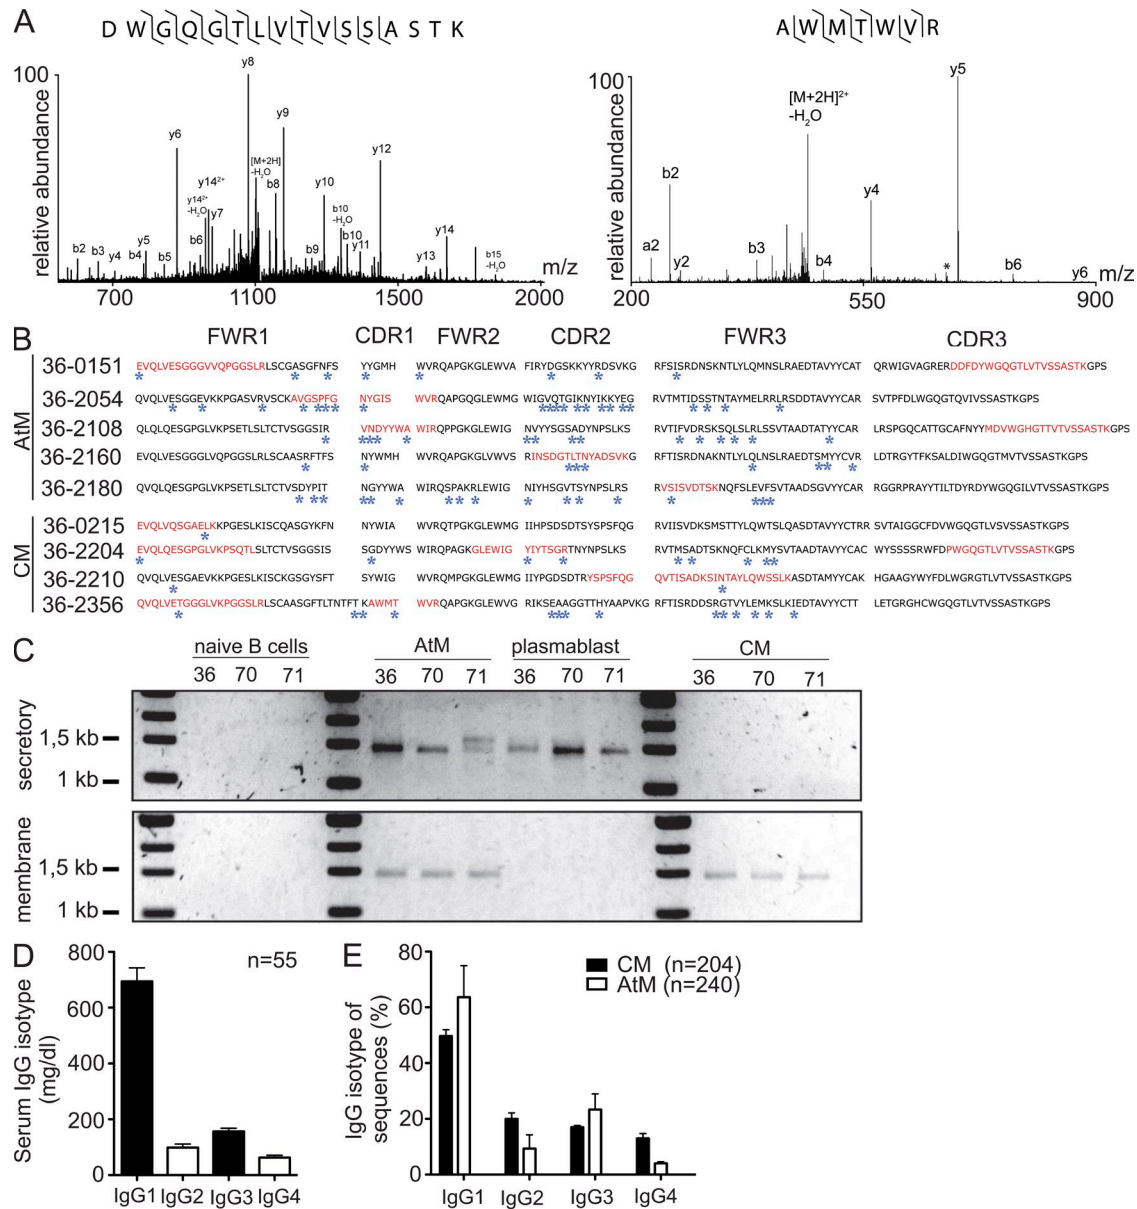 A
D W G Q G T L V T V S S A S T K
A W M T W V R
100
relative abundance
y8
y9
y6
y12
y14²⁺
[M+2H]
-H₂O
b8
y14²⁺
-H₂O
y7
y10
b10
-H₂O
b10
y14
b2
b3
y4
b4
y5
b5
b6
b9
y11
y13
b15
-H₂O
m/z
700
1100
1500
2000
100
relative abundance
y5
[M+2H]²⁺
-H₂O
b2
y4
a2
y2
b3
b4
*
b6
y6
m/z
200
550
900
B
FWR1 CDR1 FWR2 CDR2 FWR3 CDR3
AtM
36-0151 EVQLVESGGGVVQPGGSLRLSCGASGFNFS YYGMH WVRQAPGKGLEWVA FIRYDGSKKYYRDSVKG RFSISRDNSKNTLYLQMNSLRAEDTAVYYCAT QRWIGVAGRERDDFDYWGQGTLVTVSSASTKGPS
36-2054 QVQLVESGGEVKKPGASVRVSCKAVGSPFG NYGIS WVRQAPGQGLEWMG WIGVQTGIKNYIKKYEG RVTMTIDSSTNTAYMELRRLRSDDTAVYYCAR SVTPFDLWGQGTQVIVSSASTKGPS
36-2108 QLQLQESGPGLVKPSETLSLTCTVSGGSIR VNDYYWA WIRQPPGKGLEWIG NVYYSGSADYNPSLKS RVTIFVDRSKSQLSLRLSSVTAADTATYYCAR LRSPGQCATTGCAFNYYMDVWGHGTTVTVSSASTKGPS
36-2160 EVQLVESGGGLVQPGGSLRLSCAASRFTFS NYWMH WVRQAPGKGLVWVS RINSDGTLTNYADSVKG RFTISRDNAKNTLYLQLNSLRAEDTSMYYCVR LDTRGYTFKSALDIWGQGTMVTVSSASTKGPS
36-2180 QVQLQESGPGLVKPSETLSLTCTVSDYPIT NGYYWA WIRQSPAKRLEWIG NIYHSGVTSYNPSLRS RVSISVDTSKNQFSLEVFSVTAADSGVYYCAR RGGRPRAYYTILTDYRDYWGQGILVTVSSASTKGPS
CM
36-0215 EVQLVQSGAELKKPGESLKISCQASGYKFN NYWIA WVRQTPGKGLEWMG IIHPSDSDTSYSPSFQG RVIISVDKSMSTTYLQWTSLQASDTAVYYCTRR SVTAIGGCFDVWGQGTLVSVSSASTKGPS
36-2204 EVQLQESGPGLVKPSQTLSLTCTVSGGSIS SGDYYWS WIRQPAGKGLEWIG YIYTSGRTNYNPSLKS RVTMSADTSKNQFCLKMYSVTAADTAVYYCAC WYSSSSRWFDPWGQGTLVTVSSASTKGPS
36-2210 QVQLVESGAEVKKPGESLKISCKGSGYSFT SYWIG WVRQMPGKGLEWMG IIYPGDSDTRYSPSFQG QVTISADKSINTAYLQWSSLKASDTAMYYCAK HGAAGYWYFDLWGRGTLVTVSSASTKGPS
36-2356 QVQLVETGGGLVKPGGSLRLSCAASGFTLTNTFTKAWMT WVRQAPGKGLEWVG RIKSEAAGGTTHYAAPVKG RFTISRDDSRGTVYLEMKSLKIEDTAVYYCTT LETGRGHCWGQGTLVTVSSASTKGPS
C
naive B cells AtM plasmablast CM
36 70 71 36 70 71 36 70 71 36 70 71
secretory
1,5 kb
1 kb
membrane
1,5 kb
1 kb
D
n=55
Serum IgG isotype
(mg/dl)
800
600
400
200
0
IgG1 IgG2 IgG3 IgG4
E
CM (n=204)
AtM (n=240)
IgG isotype of
sequences (%)
80
60
40
20
0
IgG1 IgG2 IgG3 IgG4